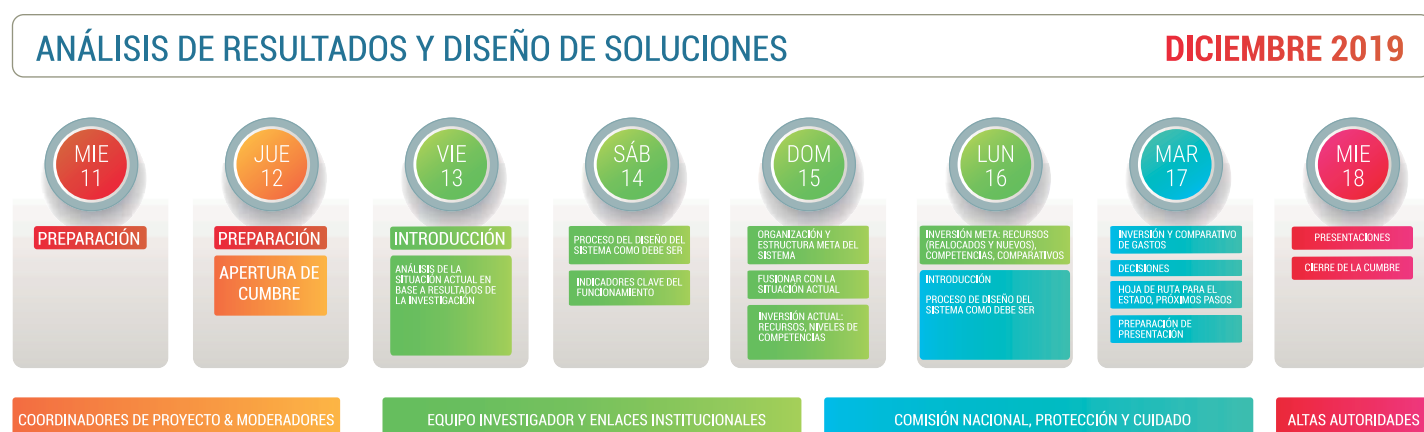 ANÁLISIS DE RESULTADOS Y DISEÑO DE SOLUCIONES
DICIEMBRE 2019
MIE
11
PREPARACIÓN
JUE
12
PREPARACIÓN
APERTURA DE
CUMBRE
VIE
13
INTRODUCCIÓN
ANÁLISIS DE LA
SITUACIÓN ACTUAL EN
BASE A RESULTADOS DE
LA INVESTIGACIÓN
SÁB
14
PROCESO DEL DISEÑO DEL
SISTEMA COMO DEBE SER
INDICADORES CLAVE DEL
FUNCIONAMIENTO
DOM
15
ORGANIZACIÓN Y
ESTRUCTURA META DEL
SISTEMA
FUSIONAR CON LA
SITUACIÓN ACTUAL
INVERSIÓN ACTUAL:
RECURSOS, NIVELES DE
COMPETENCIAS
LUN
16
INVERSIÓN META: RECURSOS
(REALOCADOS Y NUEVOS),
COMPETENCIAS, COMPARATIVOS
INTRODUCCIÓN
PROCESO DE DISEÑO DEL
SISTEMA COMO DEBE SER
MAR
17
INVERSIÓN Y COMPARATIVO
DE GASTOS
DECISIONES
HOJA DE RUTA PARA EL
ESTADO, PRÓXIMOS PASOS
PREPARACIÓN DE
PRESENTACIÓN
MIE
18
PRESENTACIONES
CIERRE DE LA CUMBRE
COORDINADORES DE PROYECTO & MODERADORES
EQUIPO INVESTIGADOR Y ENLACES INSTITUCIONALES
COMISIÓN NACIONAL, PROTECCIÓN Y CUIDADO
ALTAS AUTORIDADES